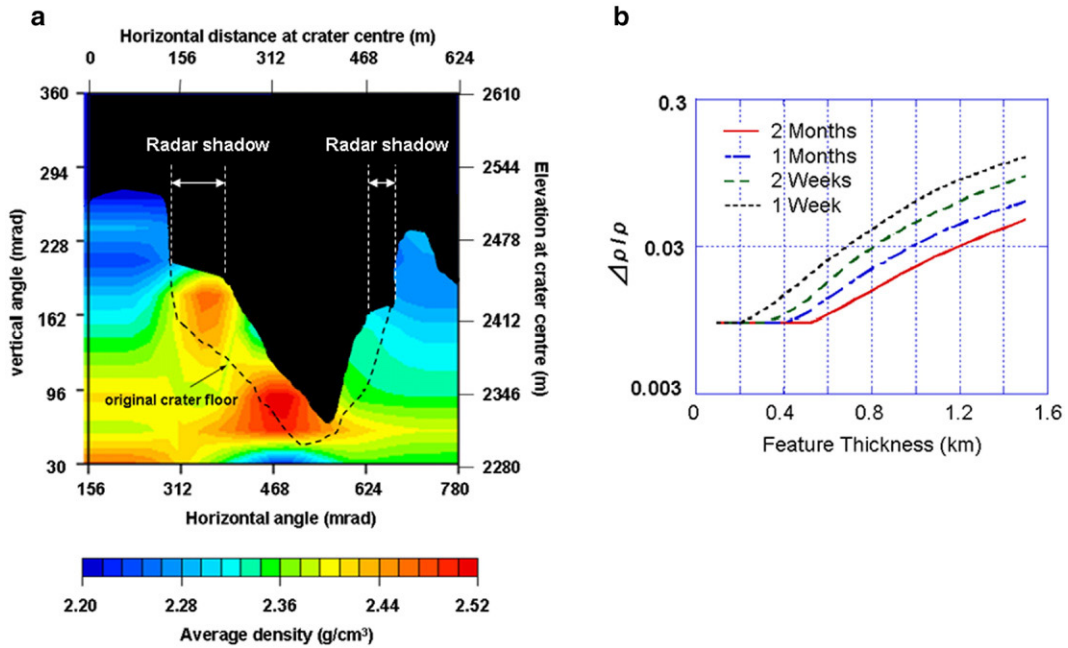 a
Horizontal distance at crater centre (m)
0 156 312 468 624
360
294
228
162
96
30
vertical angle (mrad)
Radar shadow
Radar shadow
original crater floor
2610
2544
2478
2412
2346
2280
Elevation at crater centre (m)
156 312 468 624 780
Horizontal angle (mrad)
2.20 2.28 2.36 2.44 2.52
Average density (g/cm³)
b
0.3
0.03
0.003
Δρ/ρ
2 Months
1 Months
2 Weeks
1 Week
0 0.4 0.8 1.2 1.6
Feature Thickness (km)